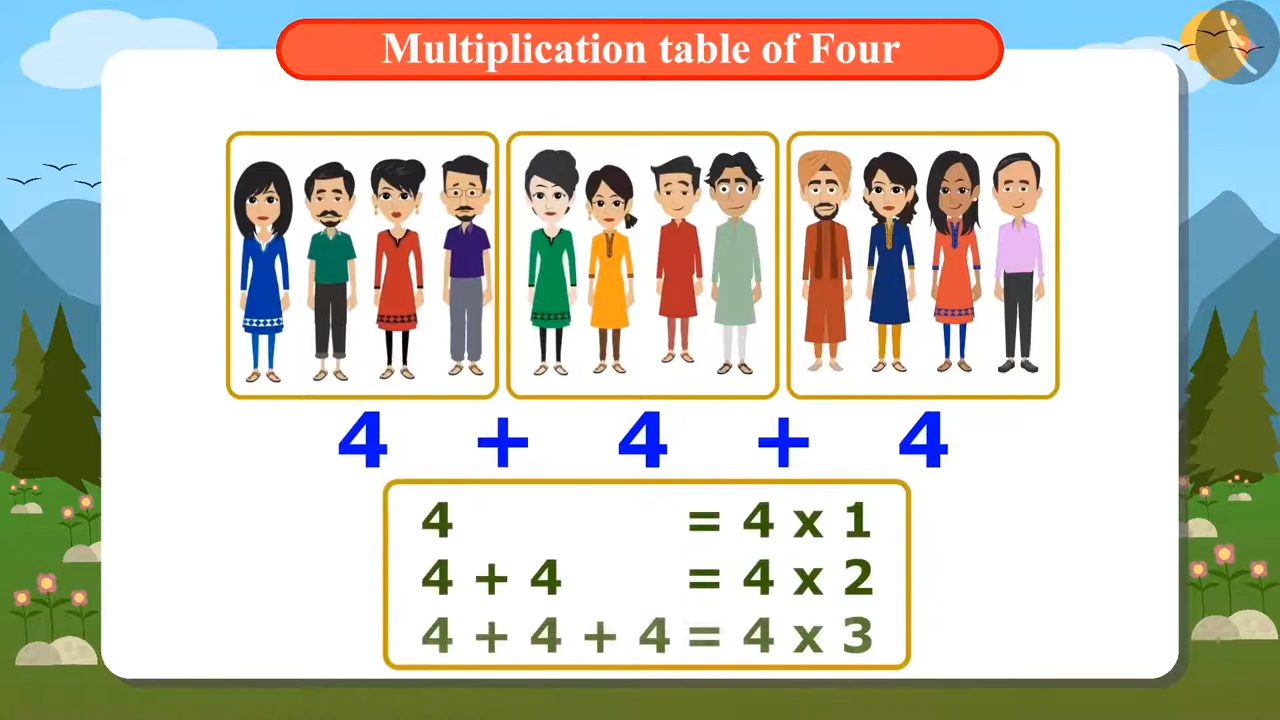 Multiplication table of Four
4 + 4 + 4
4 = 4 x 1
4 + 4 = 4 x 2
4 + 4 + 4 = 4 x 3